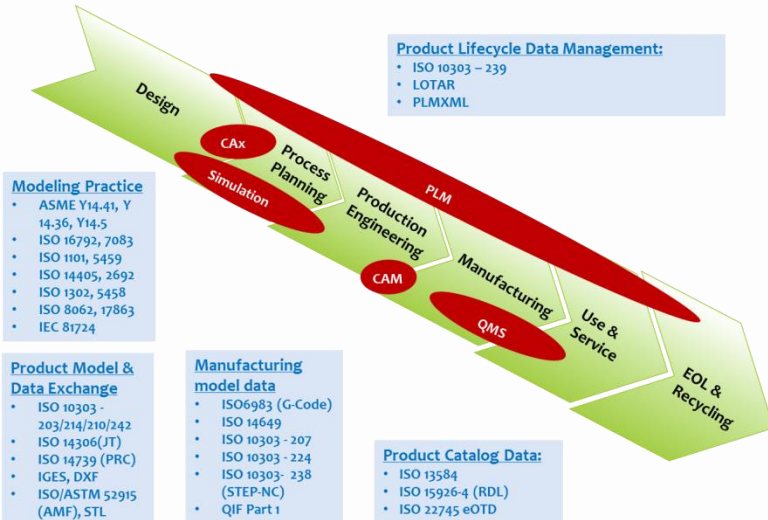 Product Lifecycle Data Management:
• ISO 10303 – 239
• LOTAR
• PLMXML
Design
CAx
Process
Planning
Simulation
PLM
Production
Engineering
CAM
Manufacturing
QMS
Use &
Service
EOL &
Recycling
Modeling Practice
• ASME Y14.41, Y
14.36, Y14.5
• ISO 16792, 7083
• ISO 1101, 5459
• ISO 14405, 2692
• ISO 1302, 5458
• ISO 8062, 17863
• IEC 81724
Product Model &
Data Exchange
• ISO 10303 -
203/214/210/242
• ISO 14306(JT)
• ISO 14739 (PRC)
• IGES, DXF
• ISO/ASTM 52915
(AMF), STL
Manufacturing
model data
• ISO6983 (G-Code)
• ISO 14649
• ISO 10303 - 207
• ISO 10303 - 224
• ISO 10303- 238
(STEP-NC)
• QIF Part 1
Product Catalog Data:
• ISO 13584
• ISO 15926-4 (RDL)
• ISO 22745 eOTD